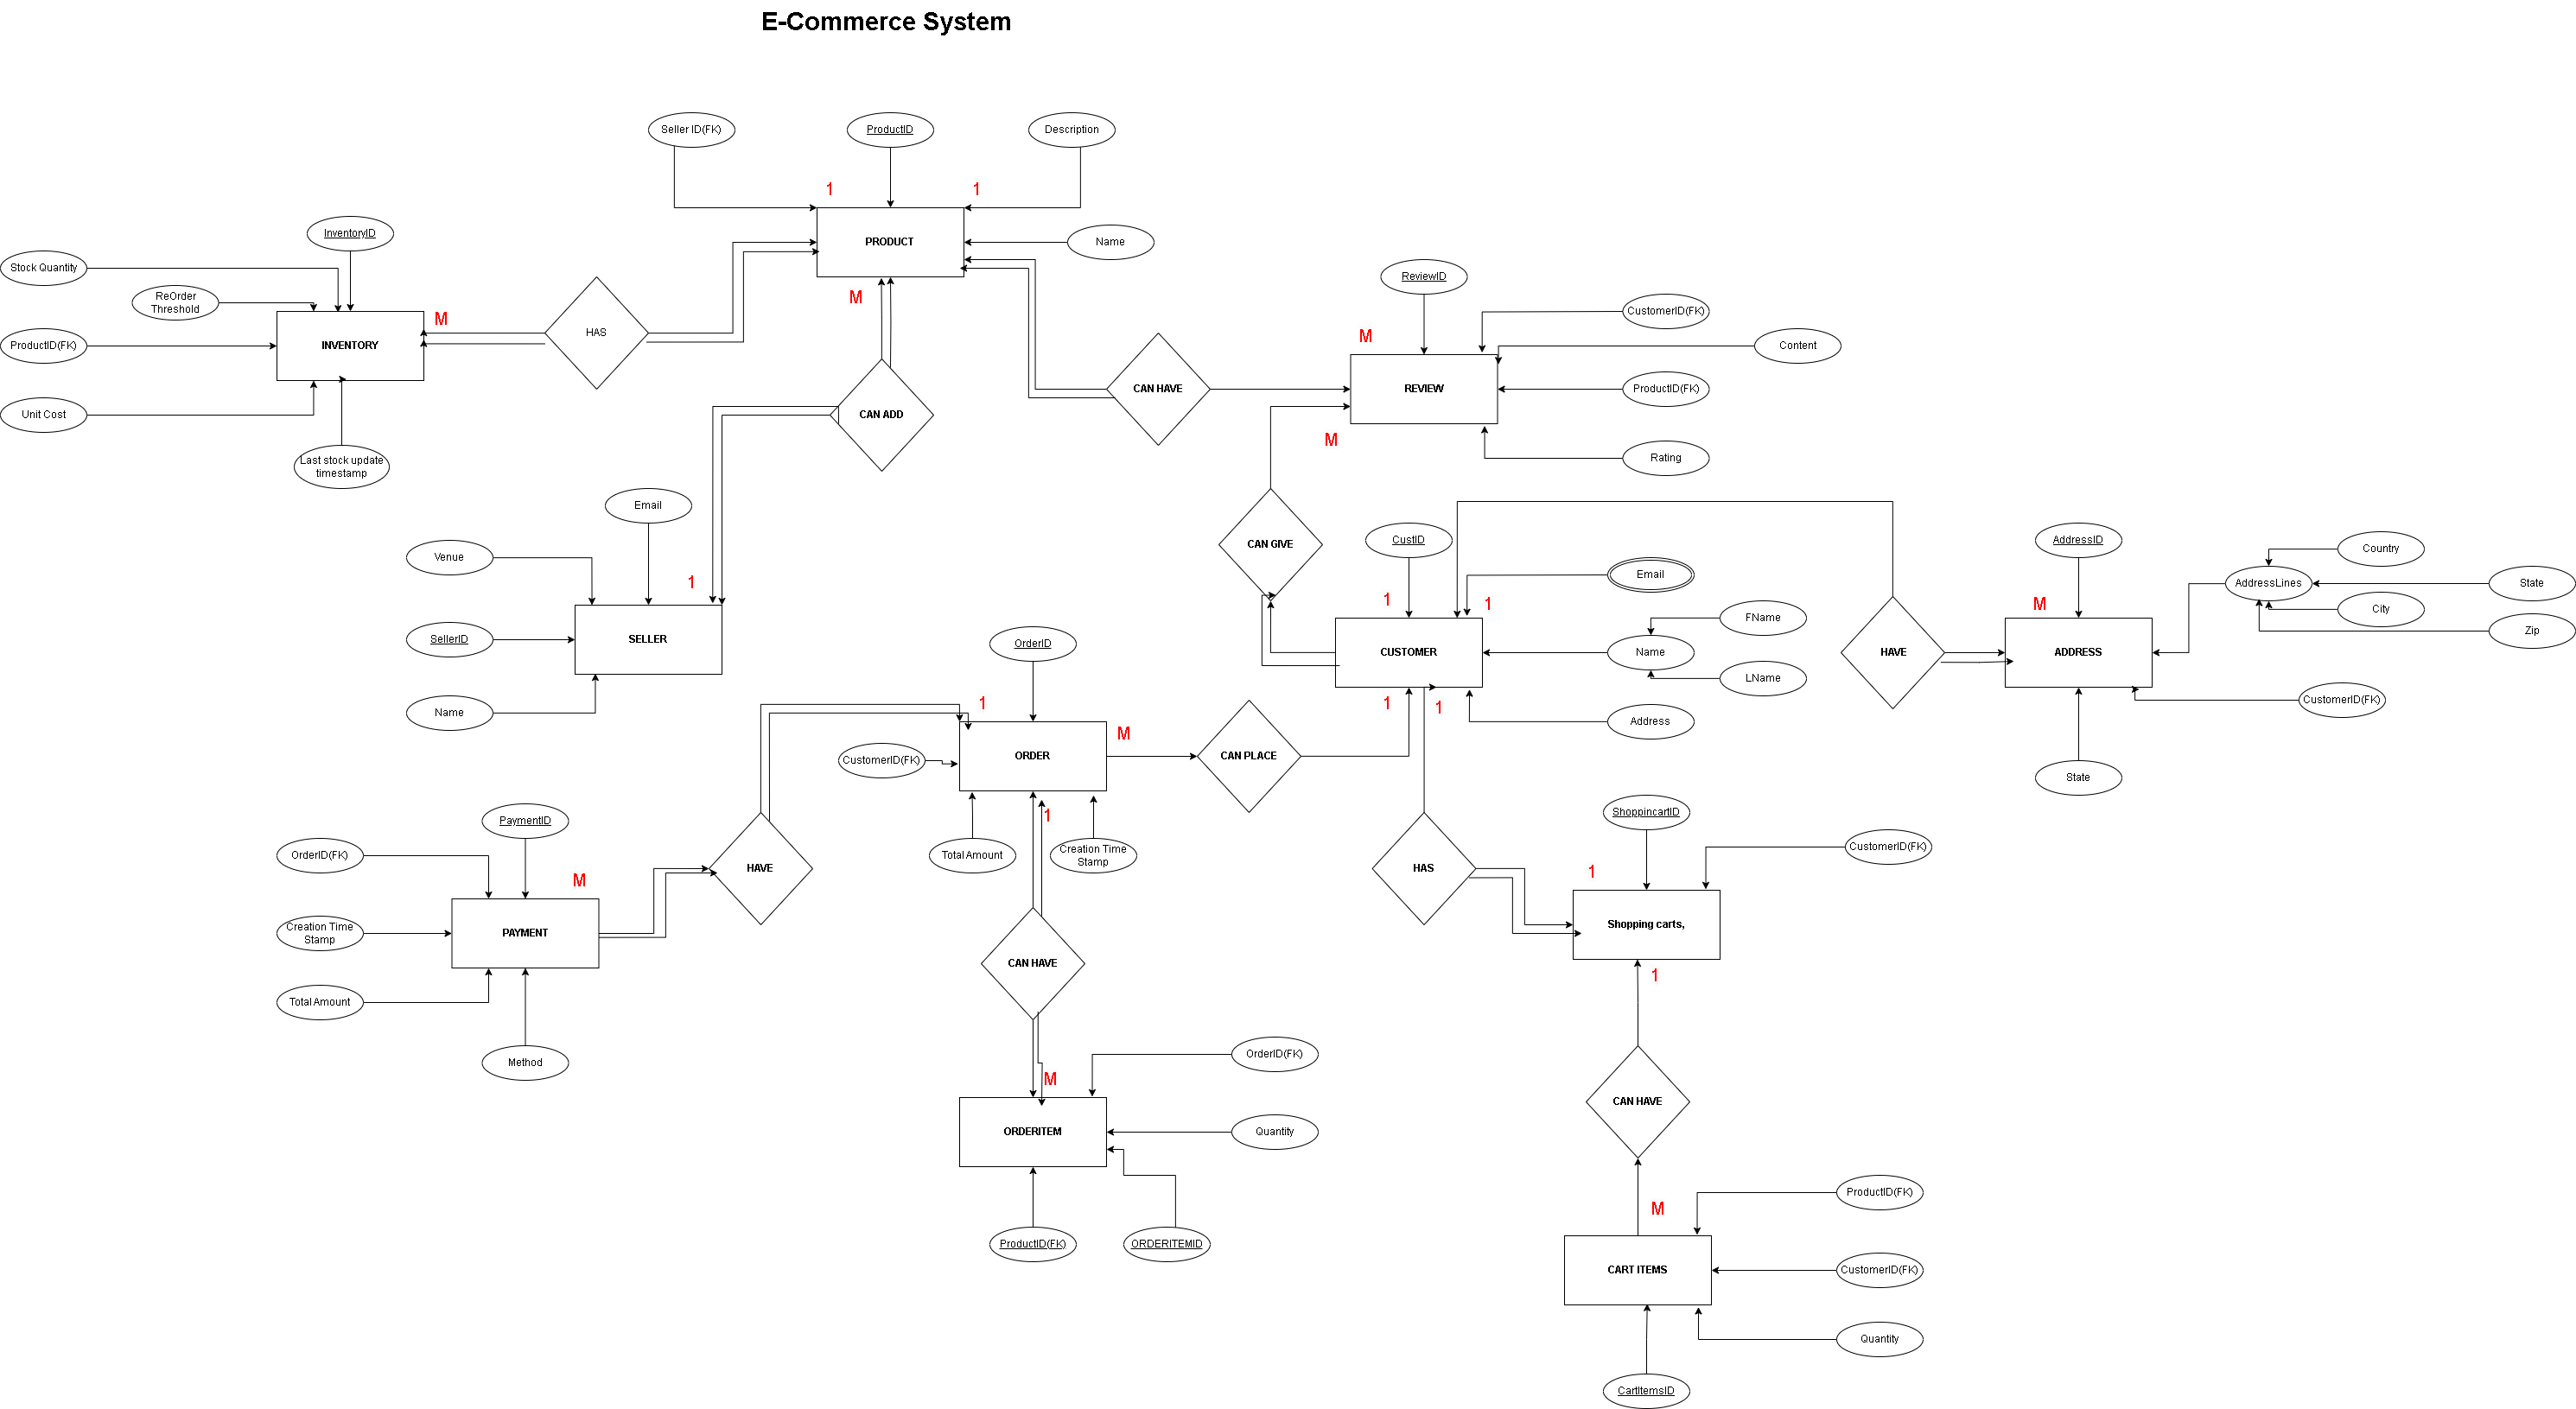 E-Commerce System
Seller ID(FK)
ProductID
Description
1
1
PRODUCT
Name
InventoryID
Stock Quantity
ReOrder
Threshold
M
M
ProductID(FK)
INVENTORY
HAS
Unit Cost
Last stock update
timestamp
CAN ADD
CAN HAVE
ReviewID
CustomerID(FK)
M
Content
REVIEW
ProductID(FK)
M
Rating
Email
Venue
1
SellerID
SELLER
Name
CAN GIVE
CustID
Email
1
1
FName
CUSTOMER
Name
LName
1
1
Address
HAVE
AddressID
Country
AddressLines
State
M
City
Zip
ADDRESS
CustomerID(FK)
State
OrderID
1
M
CustomerID(FK)
ORDER
CAN PLACE
1
Total Amount
Creation Time
Stamp
PaymentID
OrderID(FK)
HAVE
M
Creation Time
Stamp
PAYMENT
Total Amount
Method
CAN HAVE
M
OrderID(FK)
ORDERITEM
Quantity
ProductID(FK)
ORDERITEMID
ShoppincartID
CustomerID(FK)
HAS
1
Shopping carts,
1
CAN HAVE
M
ProductID(FK)
CART ITEMS
CustomerID(FK)
Quantity
CartItemsID